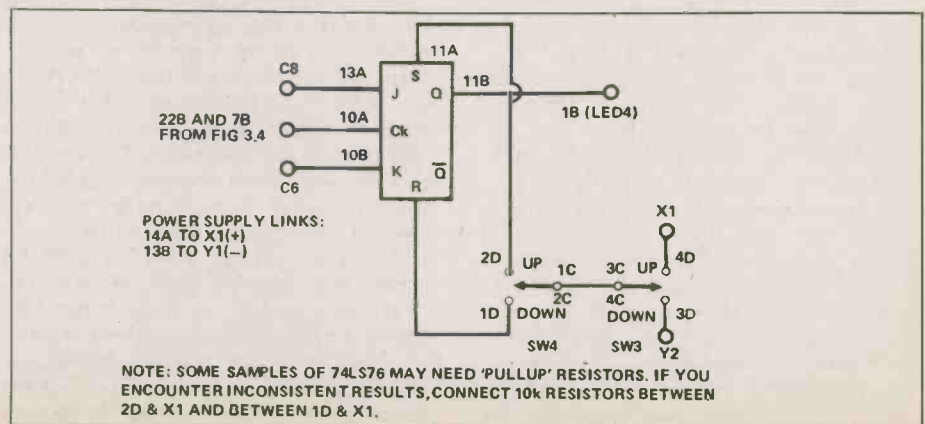 11A
C8
13A
S
11B
J
Q
1B (LED4)
22B AND 7B
FROM FIG 3.4
10A
Ck
10B
K
Q
C6
R
POWER SUPPLY LINKS:
14A TO X1(+)
13B TO Y1(–)
X1
2D
UP
1C
3C
UP
4D
1D
DOWN
2C
4C
DOWN
3D
SW4
SW3
Y2
NOTE: SOME SAMPLES OF 74LS76 MAY NEED 'PULLUP' RESISTORS. IF YOU
ENCOUNTER INCONSISTENT RESULTS, CONNECT 10k RESISTORS BETWEEN
2D & X1 AND BETWEEN 1D & X1.